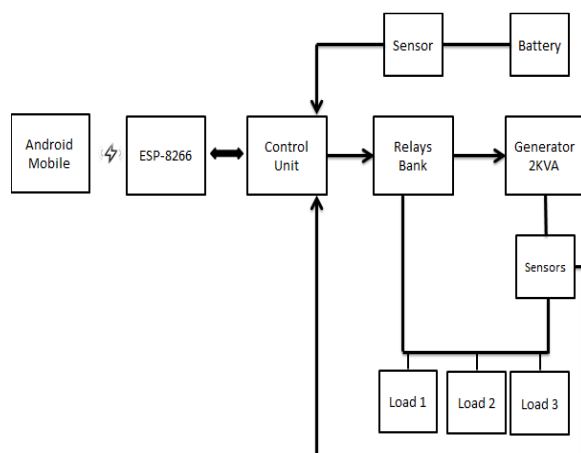 Sensor
Battery
Android
Mobile
ESP-8266
Control
Unit
Relays
Bank
Generator
2KVA
Sensors
Load 1
Load 2
Load 3